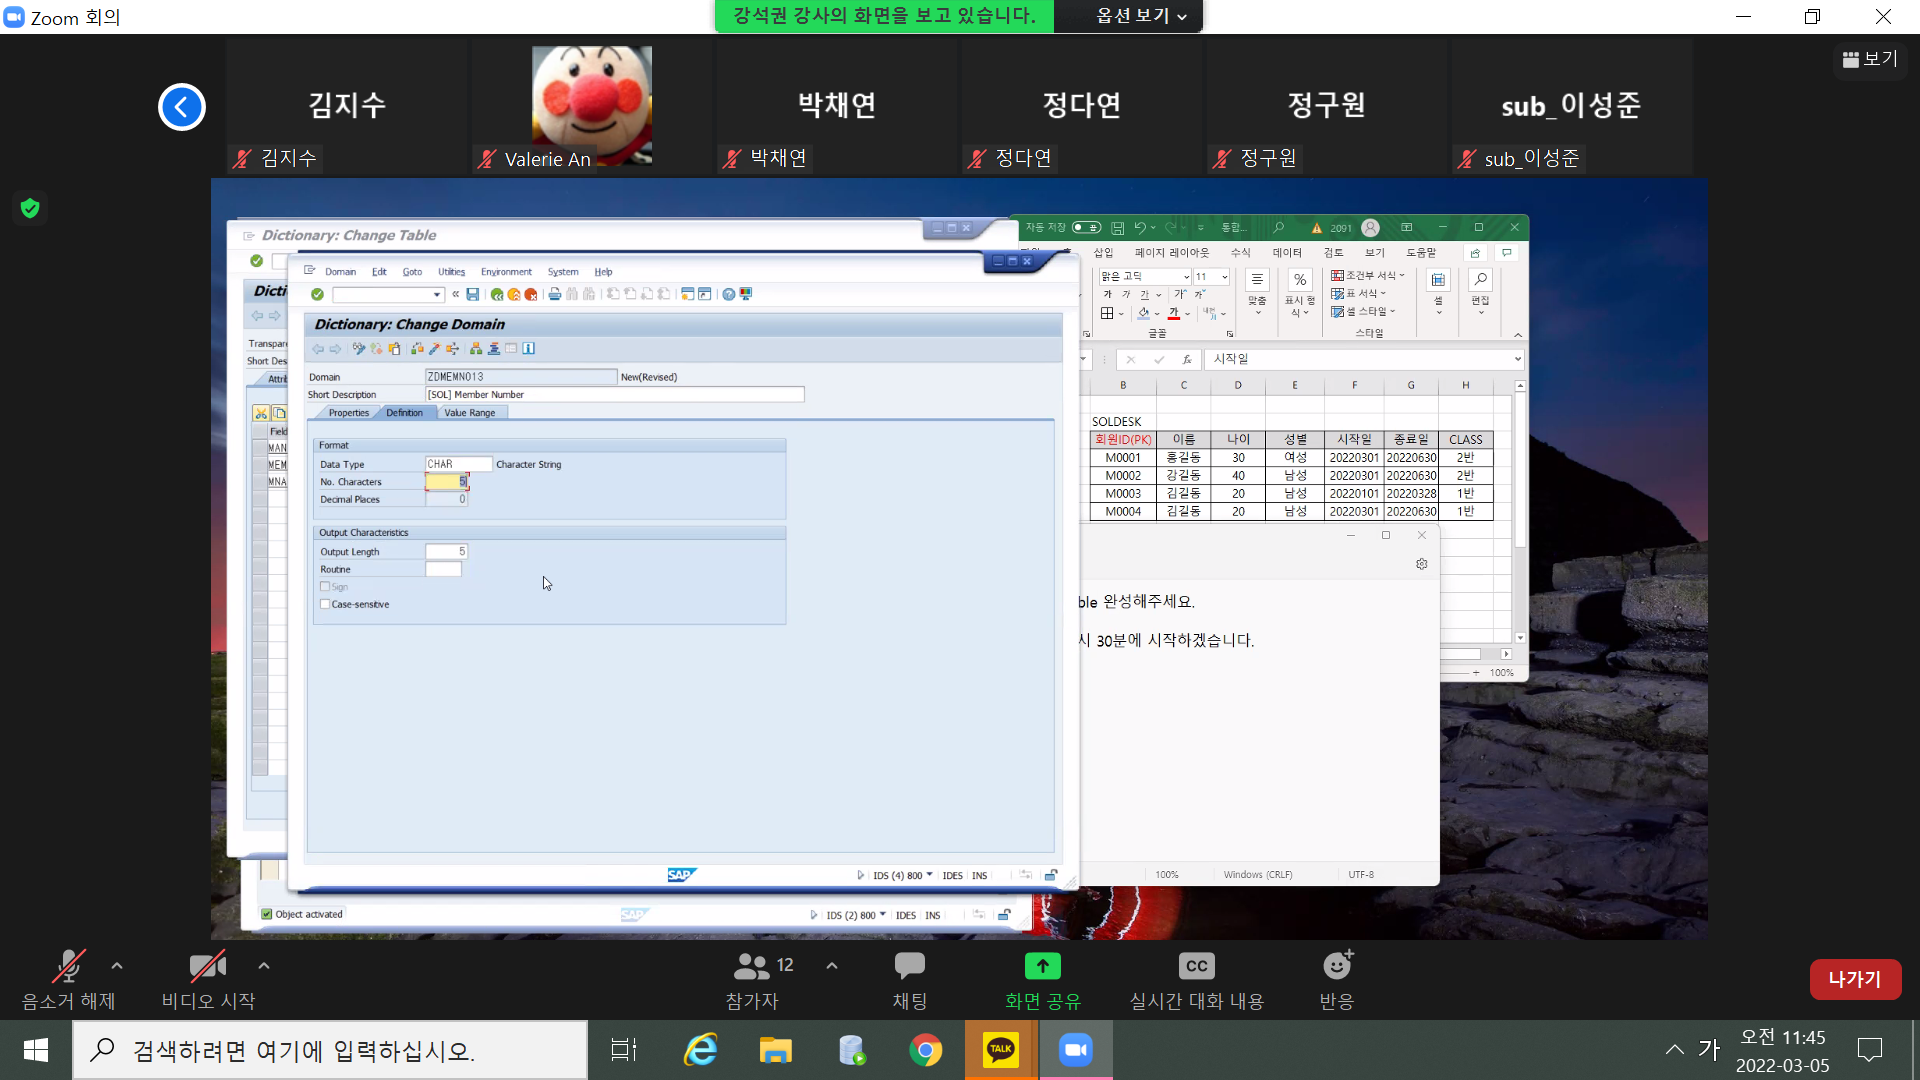 Zoom 회의
강석권 강사의 화면을 보고 있습니다.
옵션 보기
보기
김지수
박채연
정다연
정구원
sub_이성준
김지수
Valerie An
박채연
정다연
정구원
sub_이성준
Dictionary: Change Table
Domain Edit Goto Utilities Environment System Help
Dictionary: Change Domain
Domain ZDMEMNO13 New(Revised)
Short Description [SOL] Member Number
Properties Definition Value Range
Format
Data Type CHAR Character String
No. Characters 5
Decimal Places 0
Output Characteristics
Output Length 5
Routine
Sign
Case-sensitive
SAP
IDS (4) 800 IDES INS
Dicti
Transpar
Short Des
Attrib
Field
MAN
MEM
MNA
Object activated
SAP
IDS (2) 800 IDES INS
자동 저장
통합...
2091
삽입 페이지 레이아웃 수식 데이터 검토 보기 도움말
맑은 고딕 11
가 가 가 가 가
맞춤
표시 형식
조건부 서식
표 서식
셀 스타일
셀
편집
글꼴
스타일
시작일
B C D E F G H
SOLDESK
회원ID(PK) 이름 나이 성별 시작일 종료일 CLASS
M0001 홍길동 30 여성 20220301 20220630 2반
M0002 강길동 40 남성 20220301 20220630 2반
M0003 김길동 20 남성 20220101 20220328 1반
M0004 김길동 20 남성 20220301 20220630 1반
100%
ble 완성해주세요.
시 30분에 시작하겠습니다.
100% Windows (CRLF) UTF-8
음소거 해제
비디오 시작
12
참가자
채팅
화면 공유
CC
실시간 대화 내용
반응
나가기
검색하려면 여기에 입력하십시오.
TALK
가
오전 11:45
2022-03-05